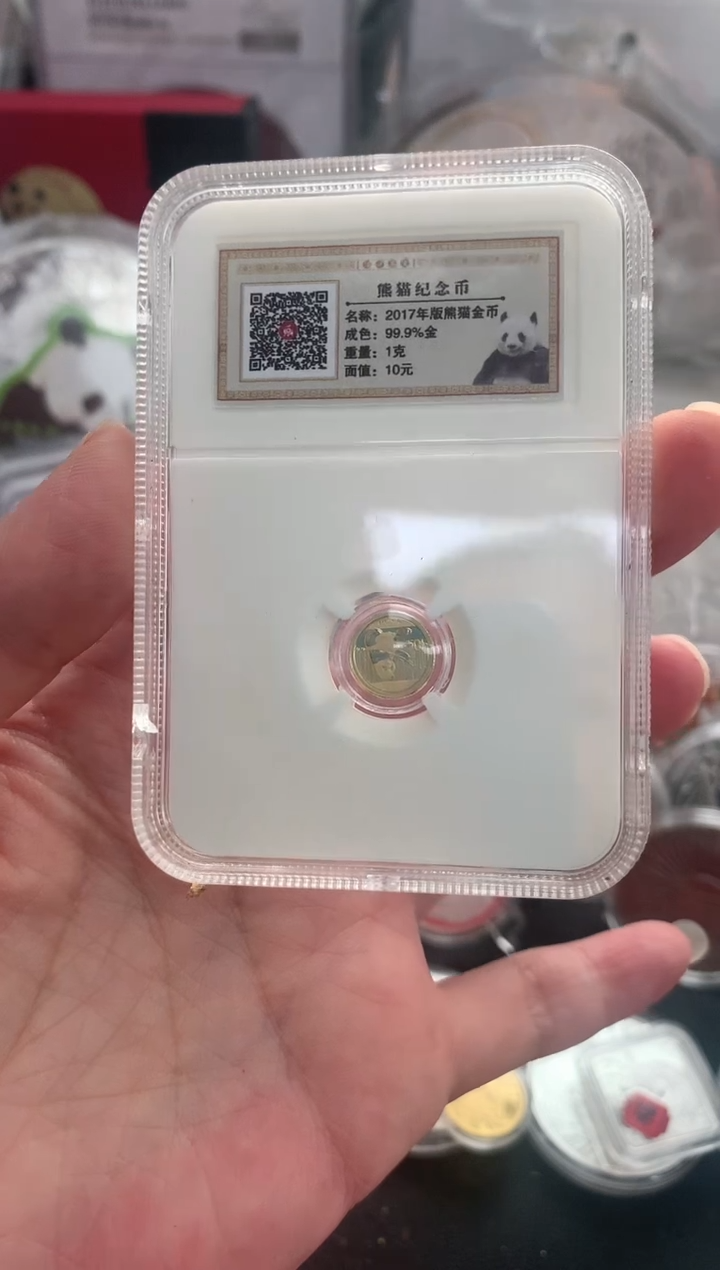 熊猫纪念币
名称：2017年版熊猫金币
成色：99.9%金
重量：1克
面值：10元